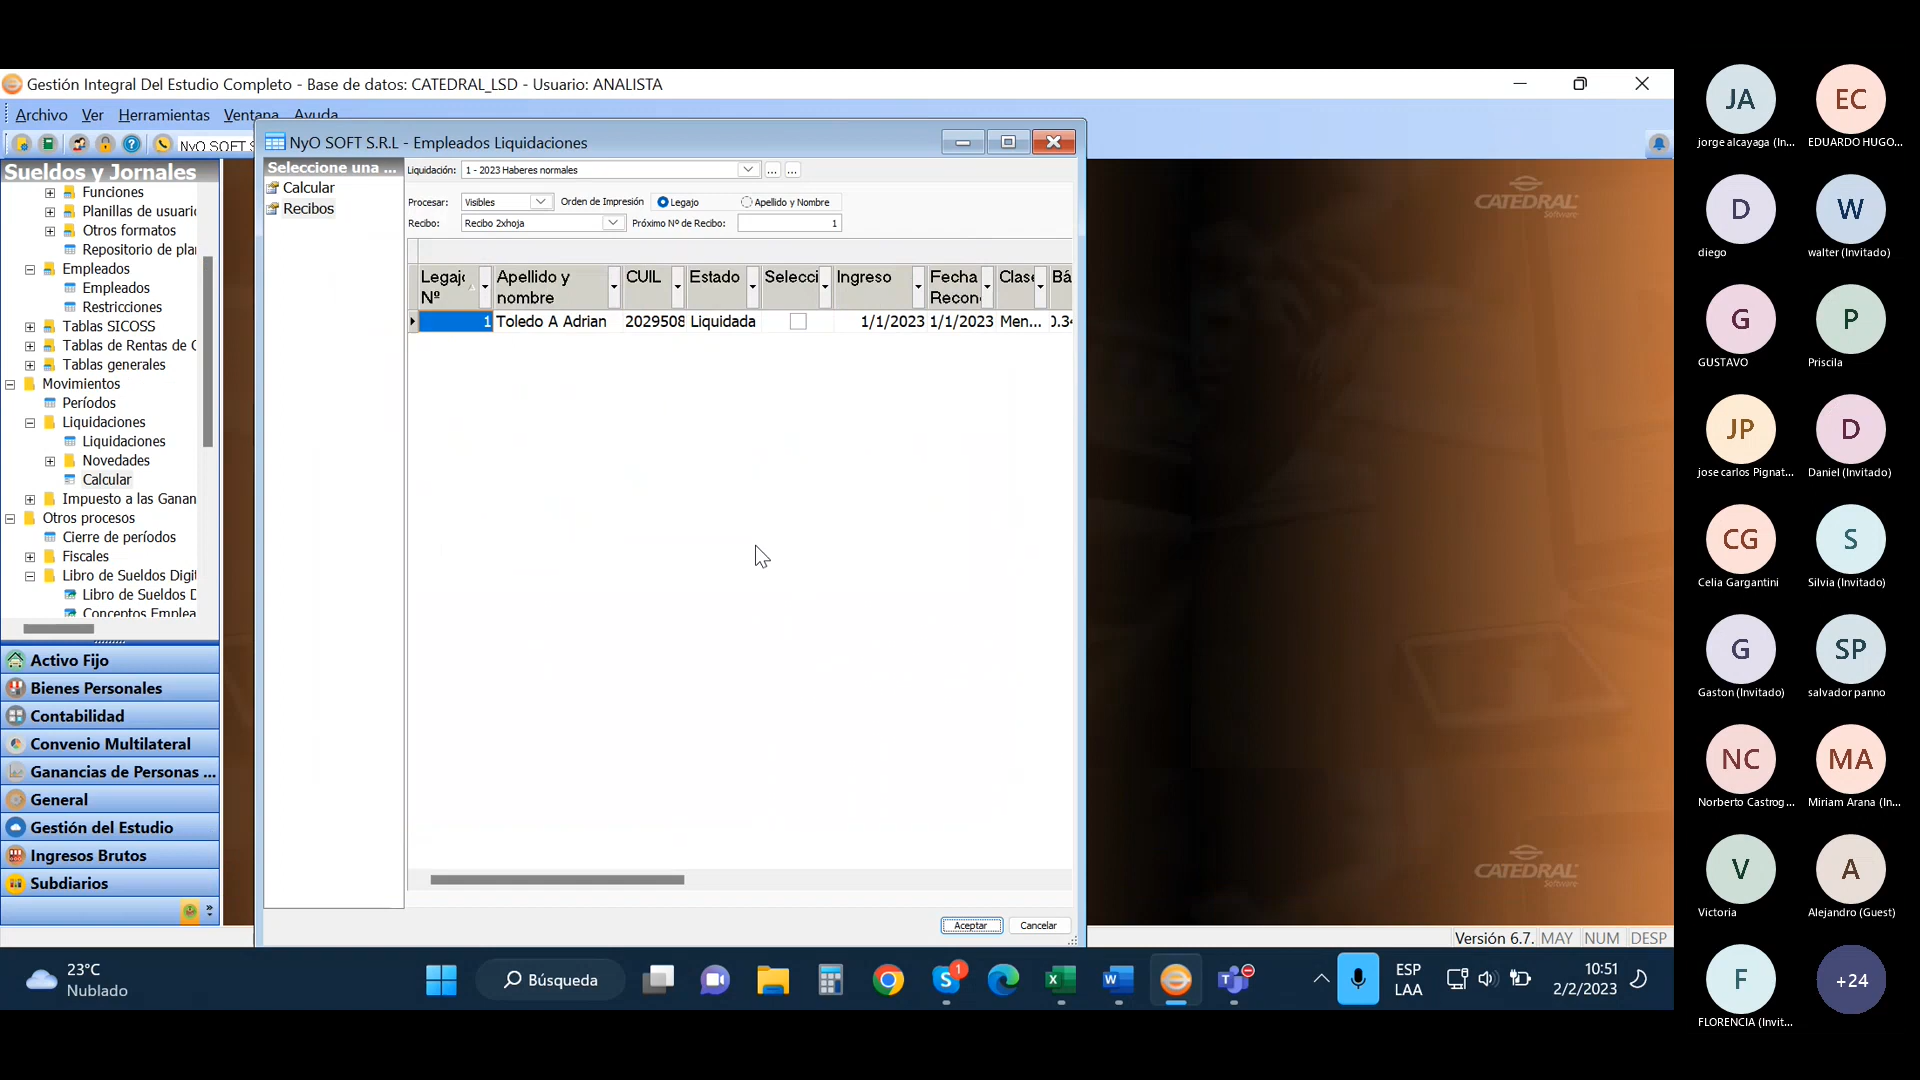 Gestión Integral Del Estudio Completo - Base de datos: CATEDRAL_LSD - Usuario: ANALISTA
Archivo Ver Herramientas Ventana Ayuda
NyO SOFT S
Sueldos y Jornales
Funciones
Planillas de usuari
Otros formatos
Repositorio de pla
Empleados
Empleados
Restricciones
Tablas SICOSS
Tablas de Rentas de C
Tablas generales
Movimientos
Períodos
Liquidaciones
Liquidaciones
Novedades
Calcular
Impuesto a las Ganan
Otros procesos
Cierre de períodos
Fiscales
Libro de Sueldos Digi
Libro de Sueldos D
Conceptos Emplea
Activo Fijo
Bienes Personales
Contabilidad
Convenio Multilateral
Ganancias de Personas ...
General
Gestión del Estudio
Ingresos Brutos
Subdiarios
NyO SOFT S.R.L - Empleados Liquidaciones
Seleccione una ...
Calcular
Recibos
Liquidación: 1 - 2023 Haberes normales ... ...
Procesar: Visibles Orden de Impresión Legajo Apellido y Nombre
Recibo: Recibo 2xhoja Próximo Nº de Recibo: 1
Legajo Nº Apellido y nombre CUIL Estado Selecci Ingreso Fecha Recon Clase Bá
1 Toledo A Adrian 2029508 Liquidada 1/1/2023 1/1/2023 Men... 0.34
Aceptar Cancelar
CATEDRAL
Software
CATEDRAL
Software
Versión 6.7. MAY NUM DESP
23°C
Nublado
Búsqueda
1
ESP
LAA
10:51
2/2/2023
JA
jorge alcayaga (In...
EC
EDUARDO HUGO...
D
diego
W
walter (Invitado)
G
GUSTAVO
P
Priscila
JP
jose carlos Pignat...
D
Daniel (Invitado)
CG
Celia Gargantini
S
Silvia (Invitado)
G
Gaston (Invitado)
SP
salvador panno
NC
Norberto Castrog...
MA
Miriam Arana (In...
V
Victoria
A
Alejandro (Guest)
F
FLORENCIA (Invit...
+24